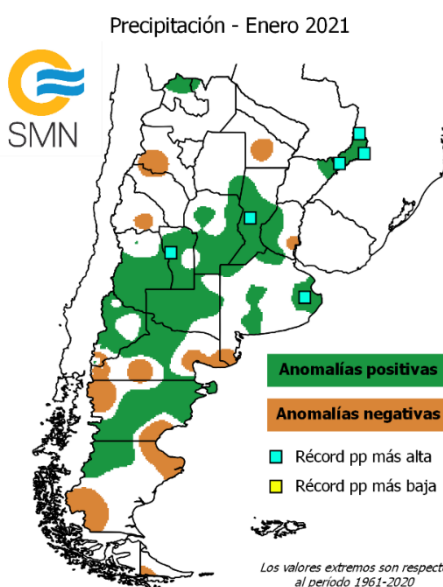 Precipitación - Enero 2021
SMN
Anomalías positivas
Anomalías negativas
Récord pp más alta
Récord pp más baja
Los valores extremos son respect
al período 1961-2020